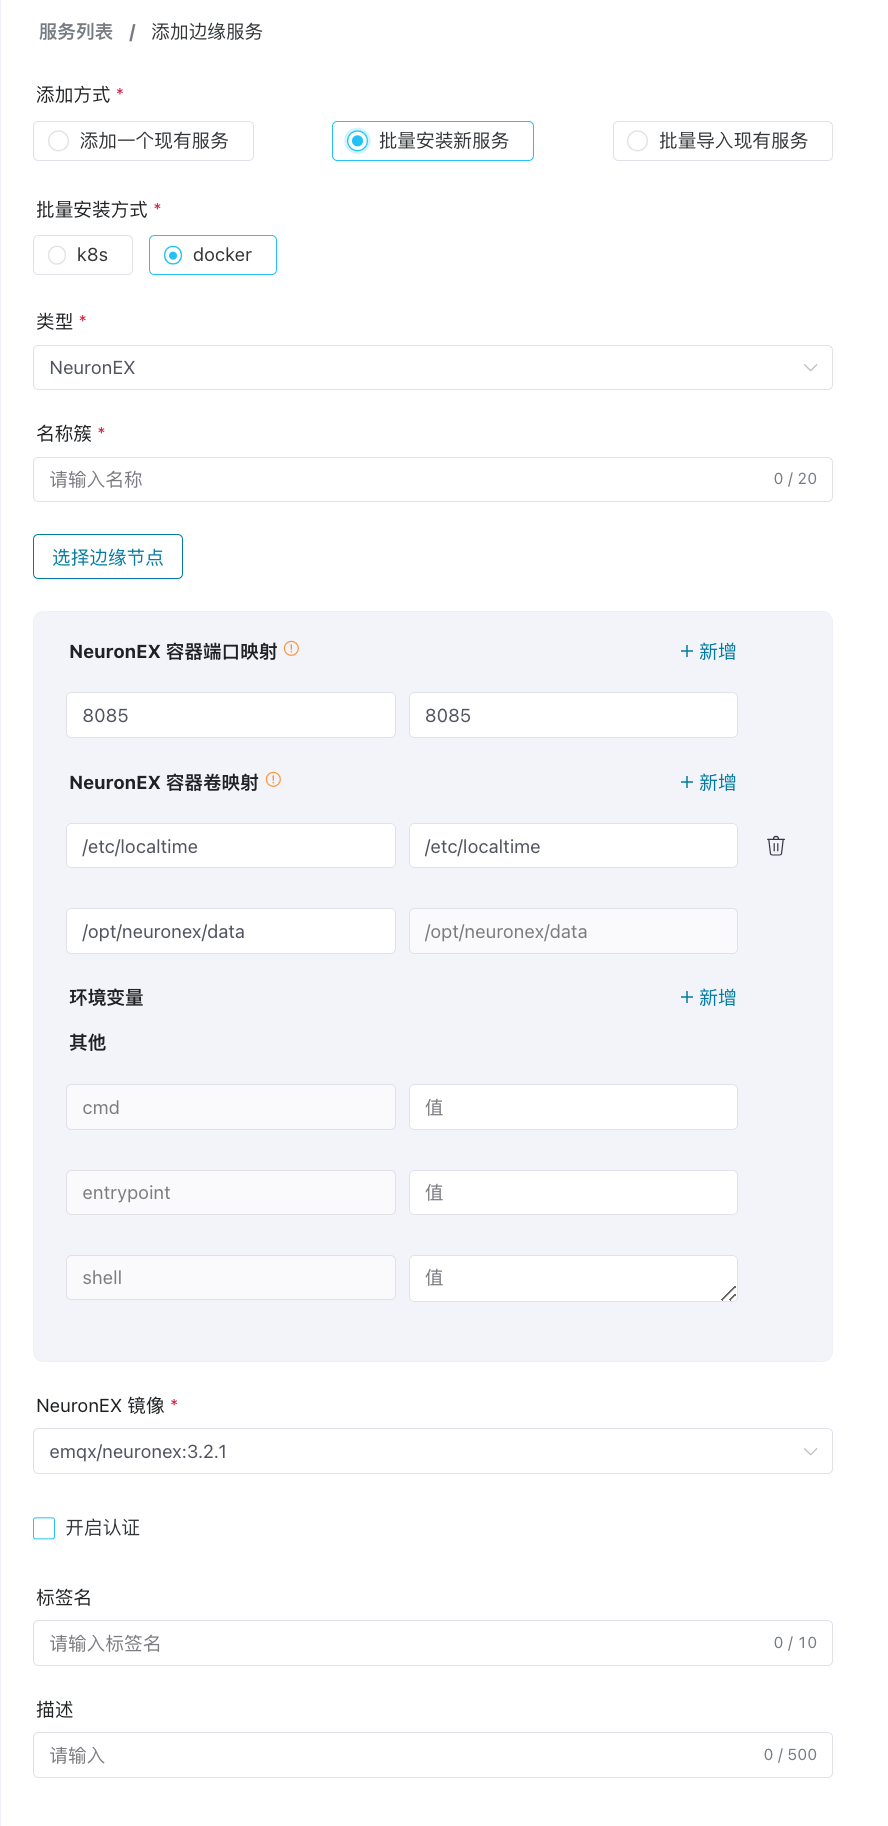 服务列表 / 添加边缘服务
添加方式 *
添加一个现有服务 批量安装新服务 批量导入现有服务
批量安装方式 *
k8s docker
类型 *
NeuronEX
名称簇 *
请输入名称 0 / 20
选择边缘节点
NeuronEX 容器端口映射 + 新增
8085 8085
NeuronEX 容器卷映射 + 新增
/etc/localtime /etc/localtime
/opt/neuronex/data /opt/neuronex/data
环境变量 + 新增
其他
cmd 值
entrypoint 值
shell 值
NeuronEX 镜像 *
emqx/neuronex:3.2.1
开启认证
标签名
请输入标签名 0 / 10
描述
请输入 0 / 500